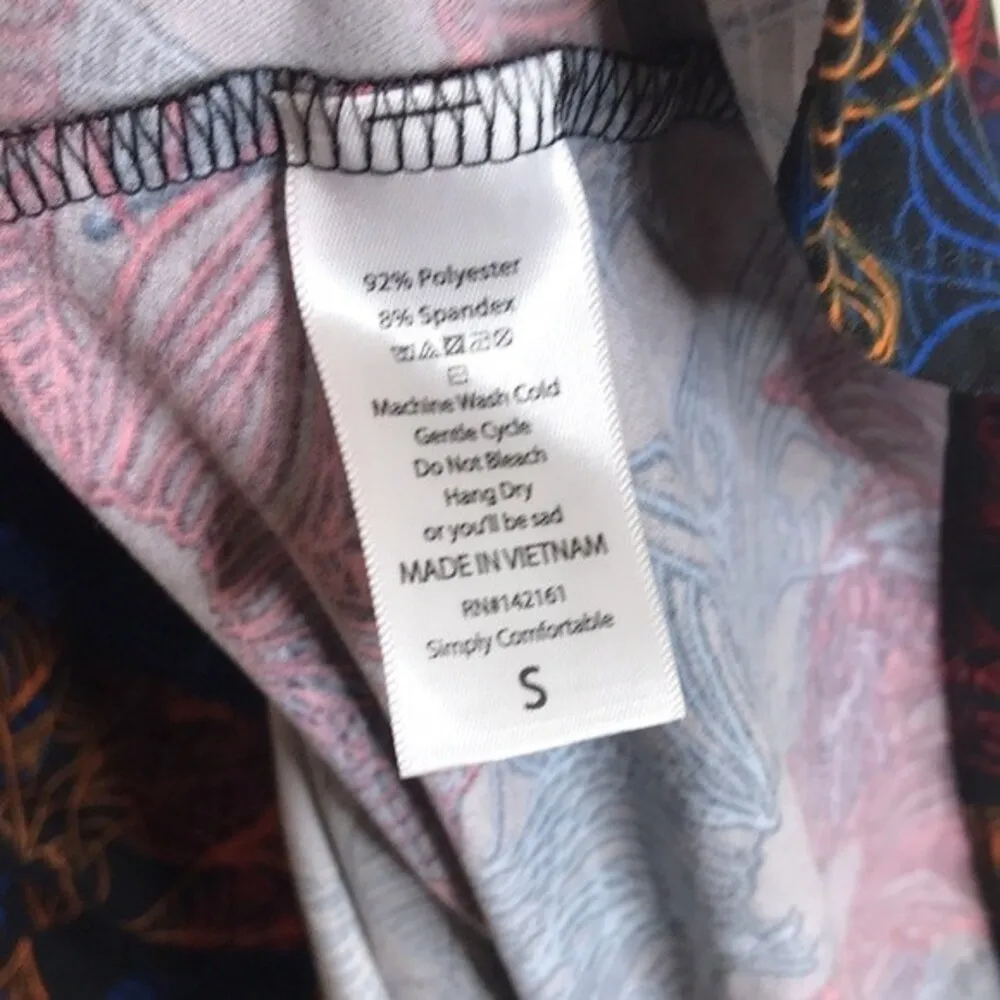 92% Polyester
8% Spandex
Machine Wash Cold
Gentle Cycle
Do Not Bleach
Hang Dry
or you'll be sad
MADE IN VIETNAM
RN#142161
Simply Comfortable
S